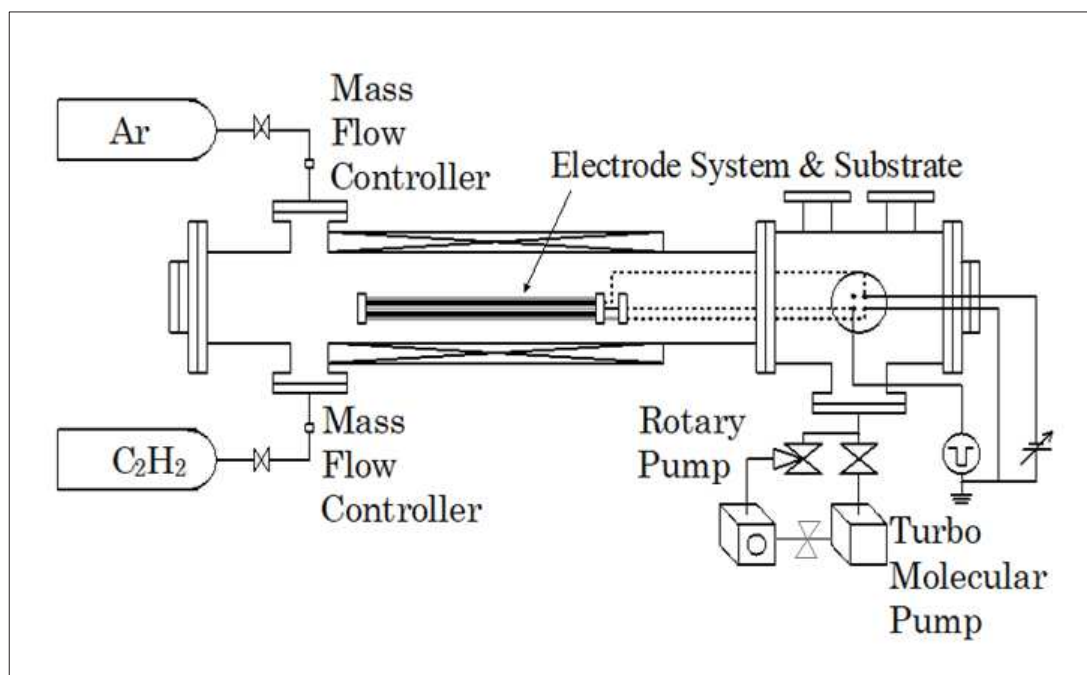 Ar
Mass
Flow
Controller
Electrode System & Substrate
C₂H₂
Mass
Flow
Controller
Rotary
Pump
Turbo
Molecular
Pump